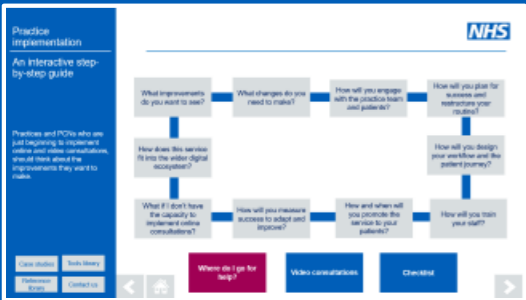 Practice
implementation
An interactive step-
by-step guide
Practices and PCNs who are
just beginning to implement
online and video consultations,
should think about the
improvements they want to
make.
Case studies
Tools library
Reference
library
Contact us
NHS
What improvements
do you want to see?
What changes do you
need to make?
How will you engage
with the practice team
and patients?
How will you plan for
success and
restructure your
routine?
How does this service
fit into the wider digital
ecosystem?
How will you design
your workflow and the
patient journey?
What if I don't have
the capacity to
implement online
consultations?
How will you measure
success to adapt and
improve?
How and when will
you promote the
service to your
patients?
How will you train
your staff?
Where do I go for
help?
Video consultations
Checklist